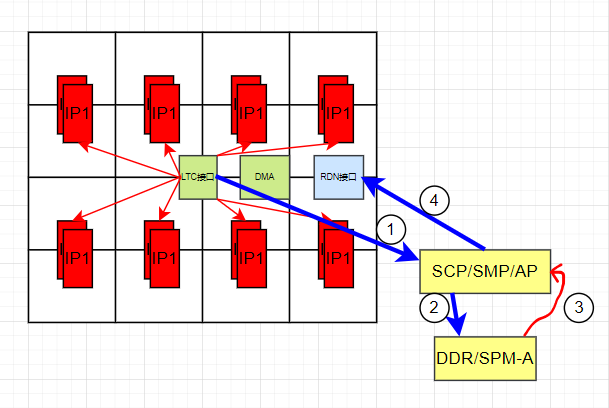 IP1
IP1
IP1
IP1
LTC接口
DMA
RDN接口
④
①
IP1
IP1
IP1
IP1
SCP/SMP/AP
②
③
DDR/SPM-A